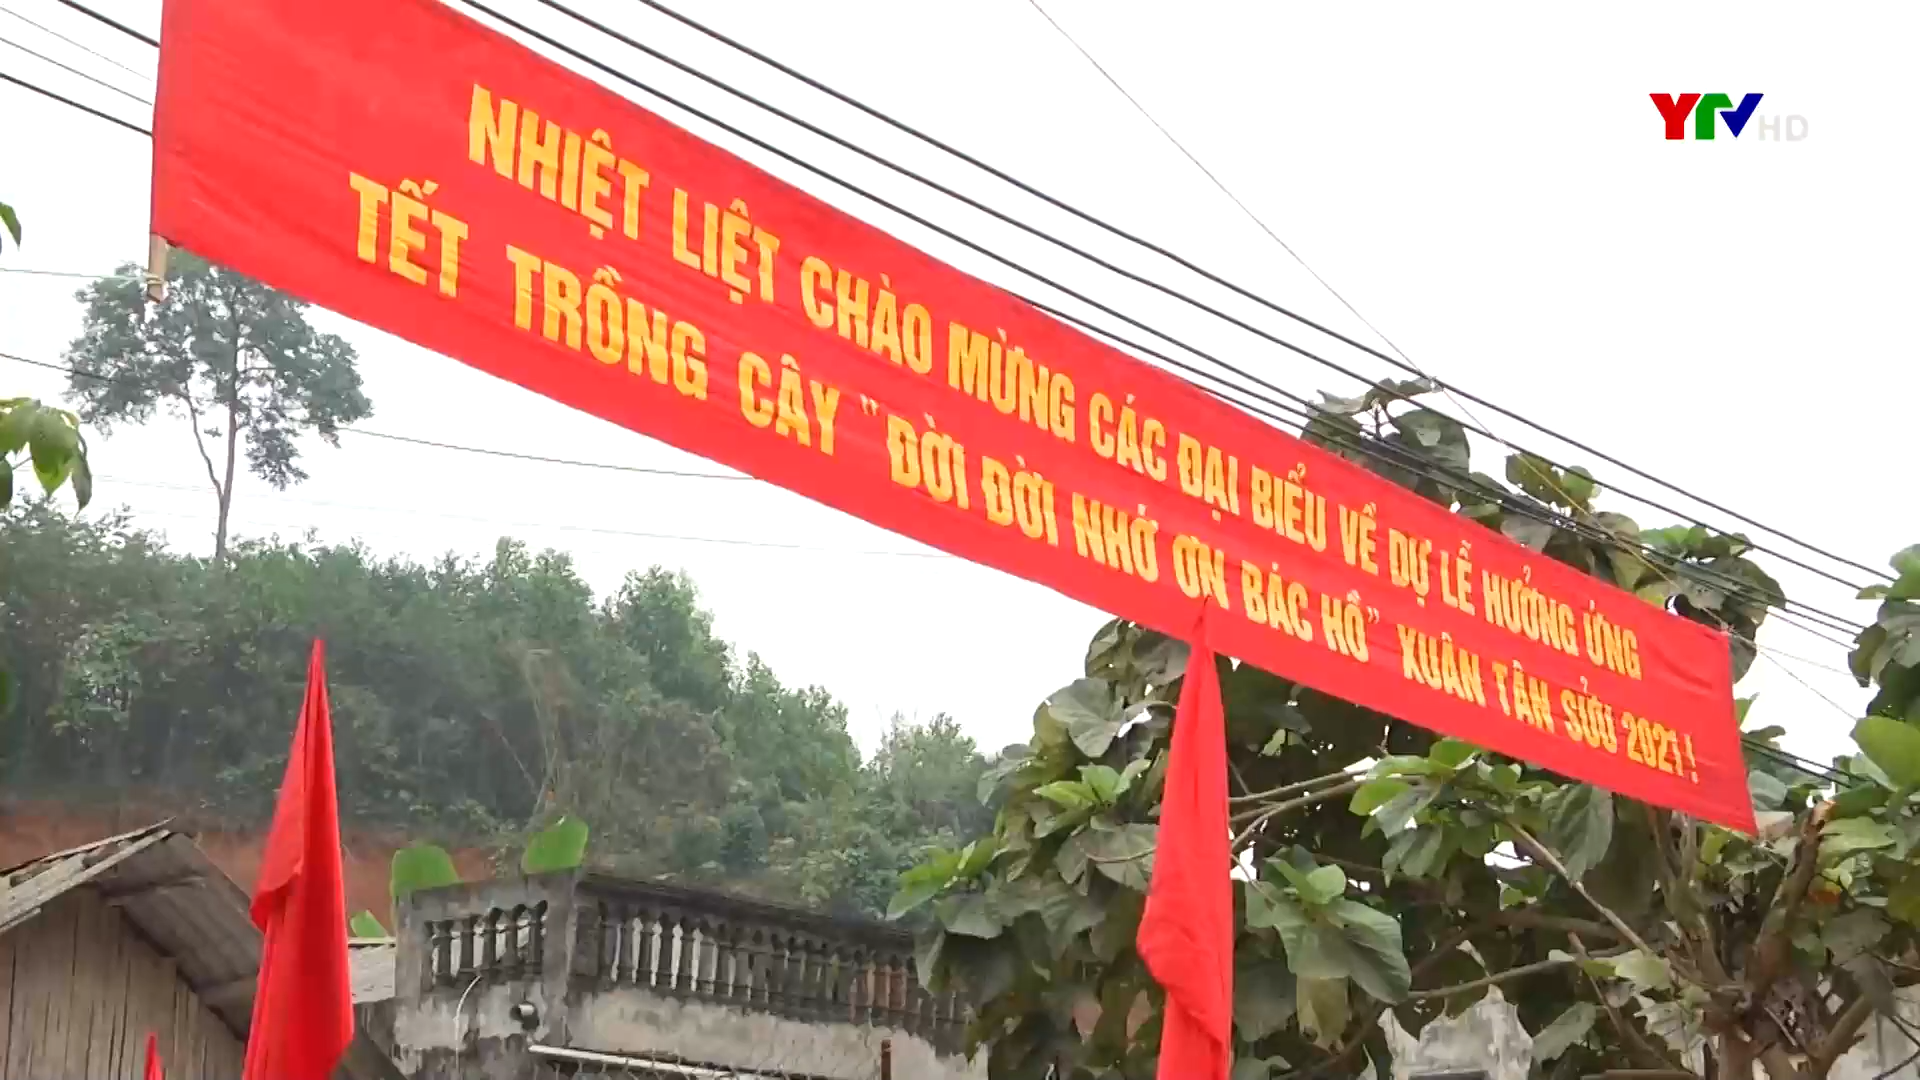 YTV HD
NHIỆT LIỆT CHÀO MỪNG CÁC ĐẠI BIỂU VỀ DỰ LỄ HƯỞNG ỨNG
TẾT TRỒNG CÂY "ĐỜI ĐỜI NHỚ ƠN BÁC HỒ" XUÂN TÂN SỬU 2021!